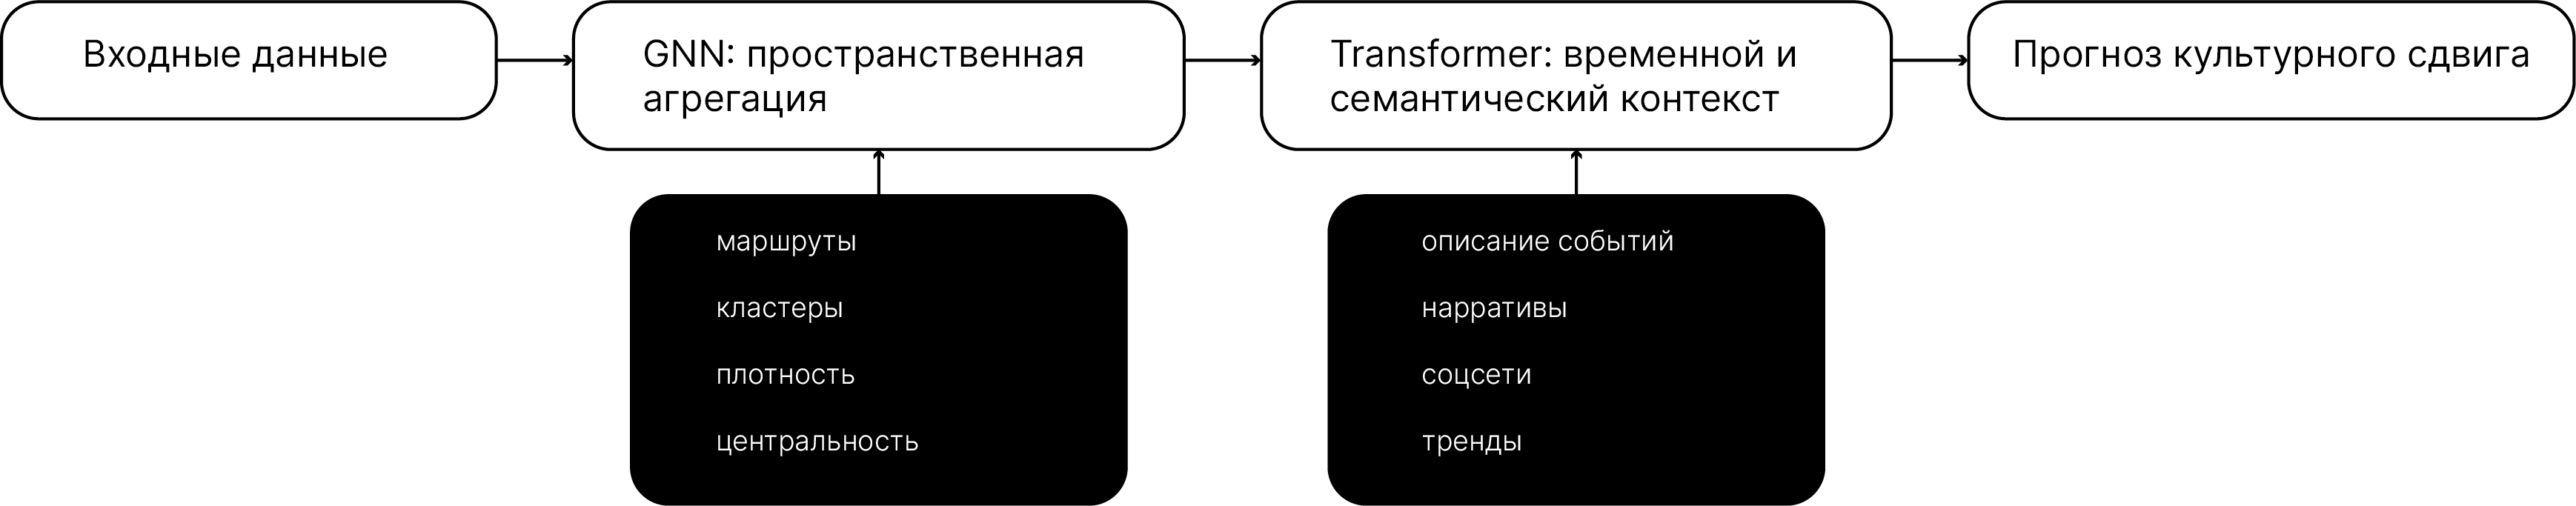 Входные данные
GNN: пространственная
агрегация
Transformer: временной и
семантический контекст
Прогноз культурного сдвига
маршруты
кластеры
плотность
центральность
описание событий
нарративы
соцсети
тренды